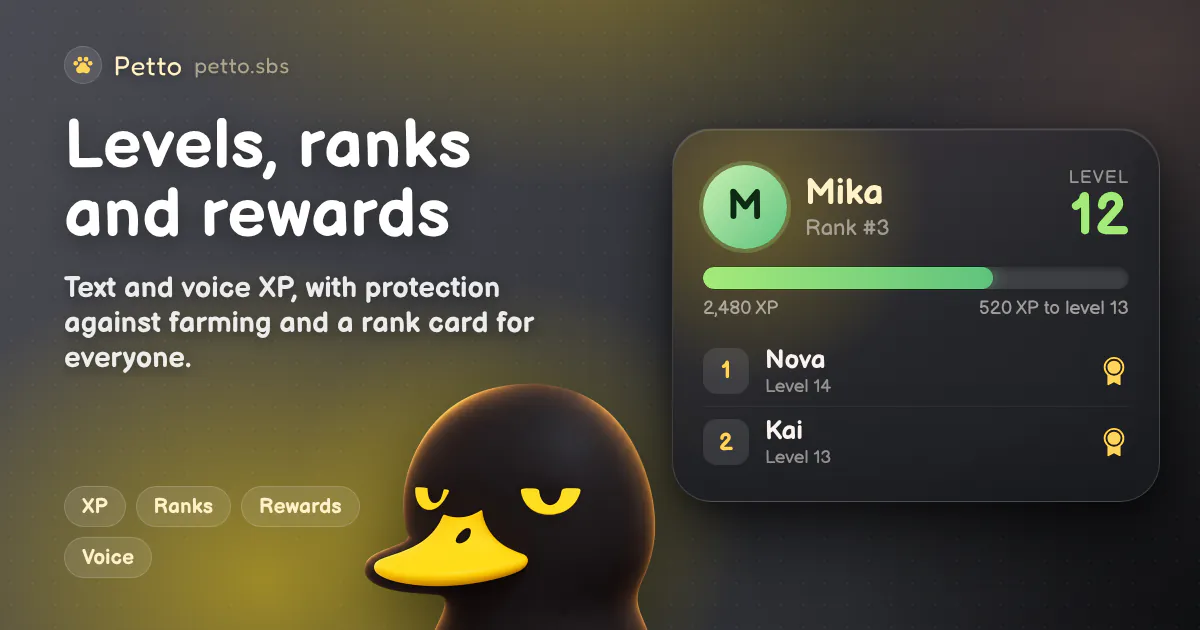 Petto petto.sbs
Levels, ranks
and rewards
Text and voice XP, with protection
against farming and a rank card for
everyone.
XP Ranks Rewards
Voice
M
Mika
Rank #3
LEVEL
12
2,480 XP 520 XP to level 13
1
Nova
Level 14
2
Kai
Level 13